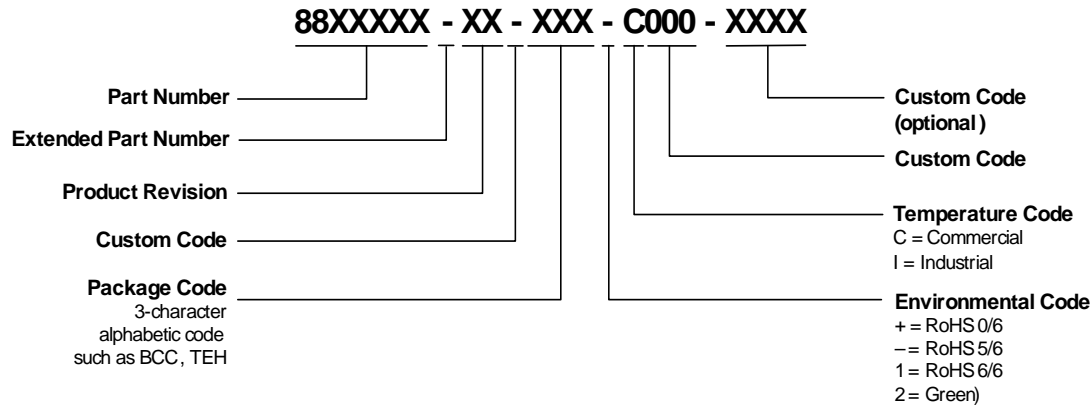 88XXXXX - XX - XXX - C000 - XXXX
Part Number
Extended Part Number
Product Revision
Custom Code
Package Code
3-character
alphabetic code
such as BCC, TEH
Custom Code
(optional)
Custom Code
Temperature Code
C = Commercial
I = Industrial
Environmental Code
+ = RoHS 0/6
– = RoHS 5/6
1 = RoHS 6/6
2 = Green)